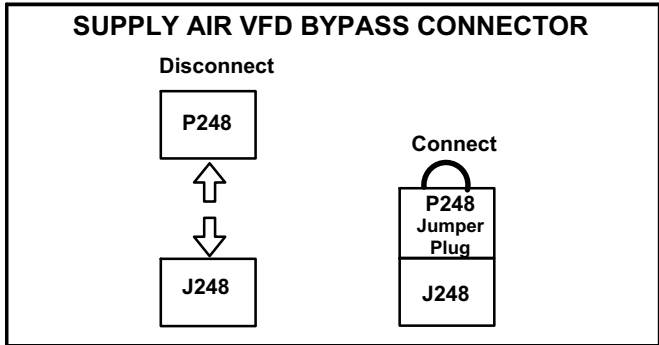 SUPPLY AIR VFD BYPASS CONNECTOR
Disconnect
P248
J248
Connect
P248
Jumper
Plug
J248